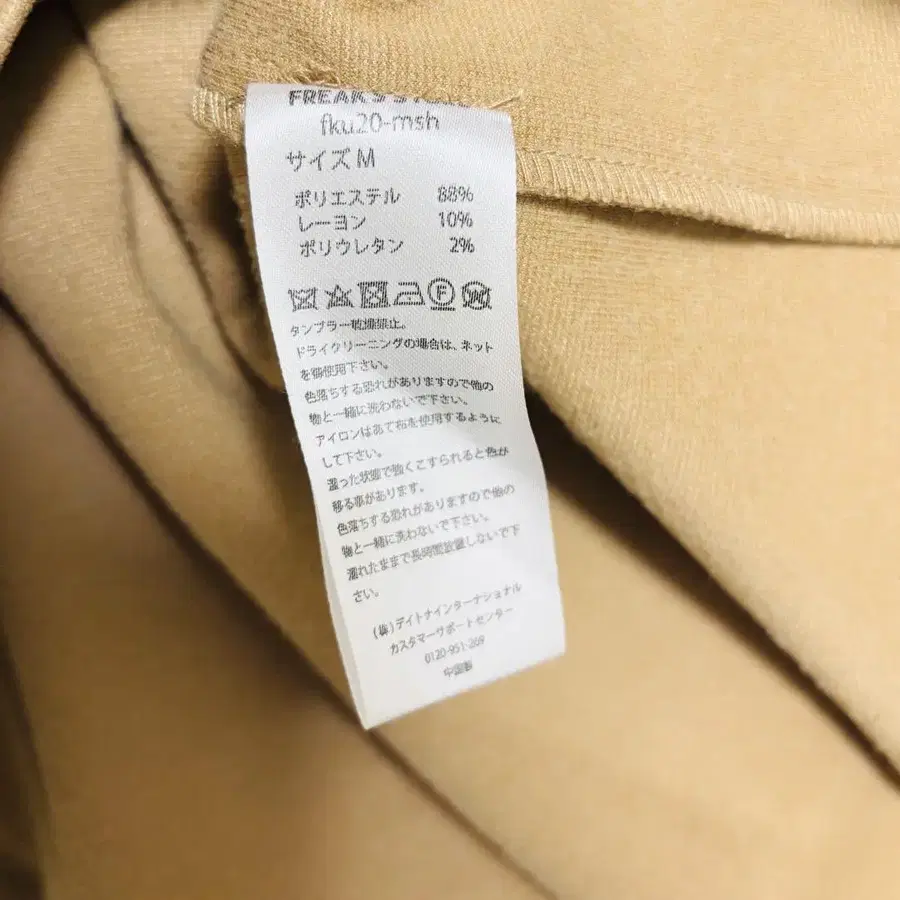 FREAK'S ST
fku20-msh
サイズ M
ポリエステル 88%
レーヨン 10%
ポリウレタン 2%
タンブラー乾燥禁止。
ドライクリーニングの場合は、ネット
を御使用下さい。
色落ちする恐れがありますので他の
物と一緒に洗わないで下さい。
アイロンはあて布を使用するように
して下さい。
湿った状態で強くこすられると色が
移る事があります。
色落ちする恐れがありますので他の
物と一緒に洗わないで下さい。
濡れたままで長時間放置しないで下
さい。
(株)デイトナインターナショナル
カスタマーサポートセンター
0120-951-269
中国製